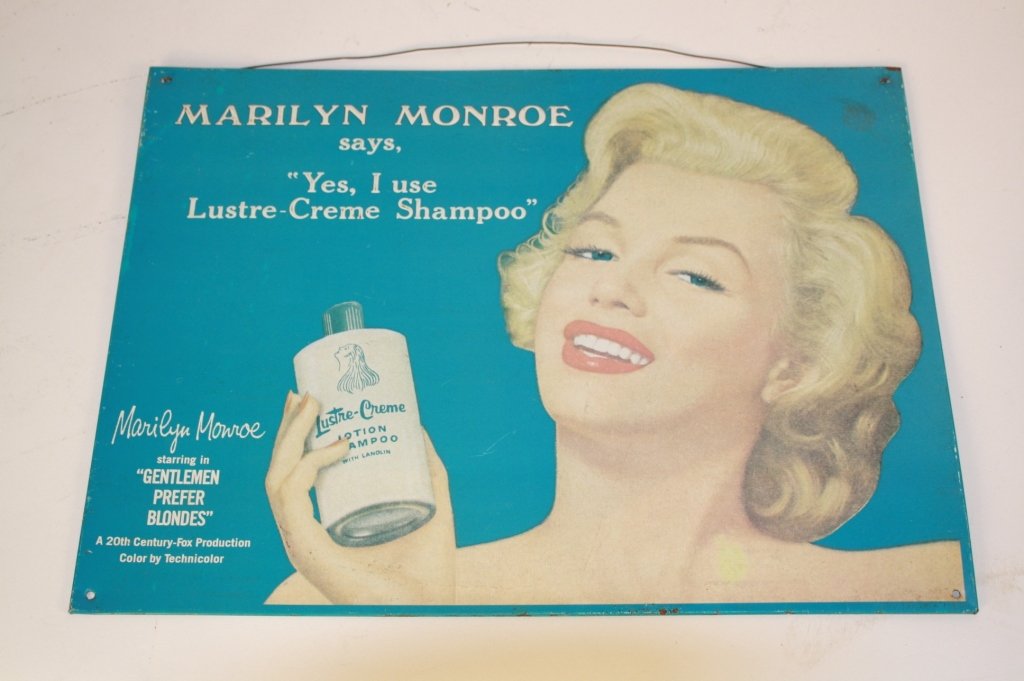 MARILYN MONROE
says,
"Yes, I use
Lustre-Creme Shampoo"
Lustre-Creme
LOTION
AMPOO
WITH LANOLIN
Marilyn Monroe
starring in
"GENTLEMEN
PREFER
BLONDES"
A 20th Century-Fox Production
Color by Technicolor